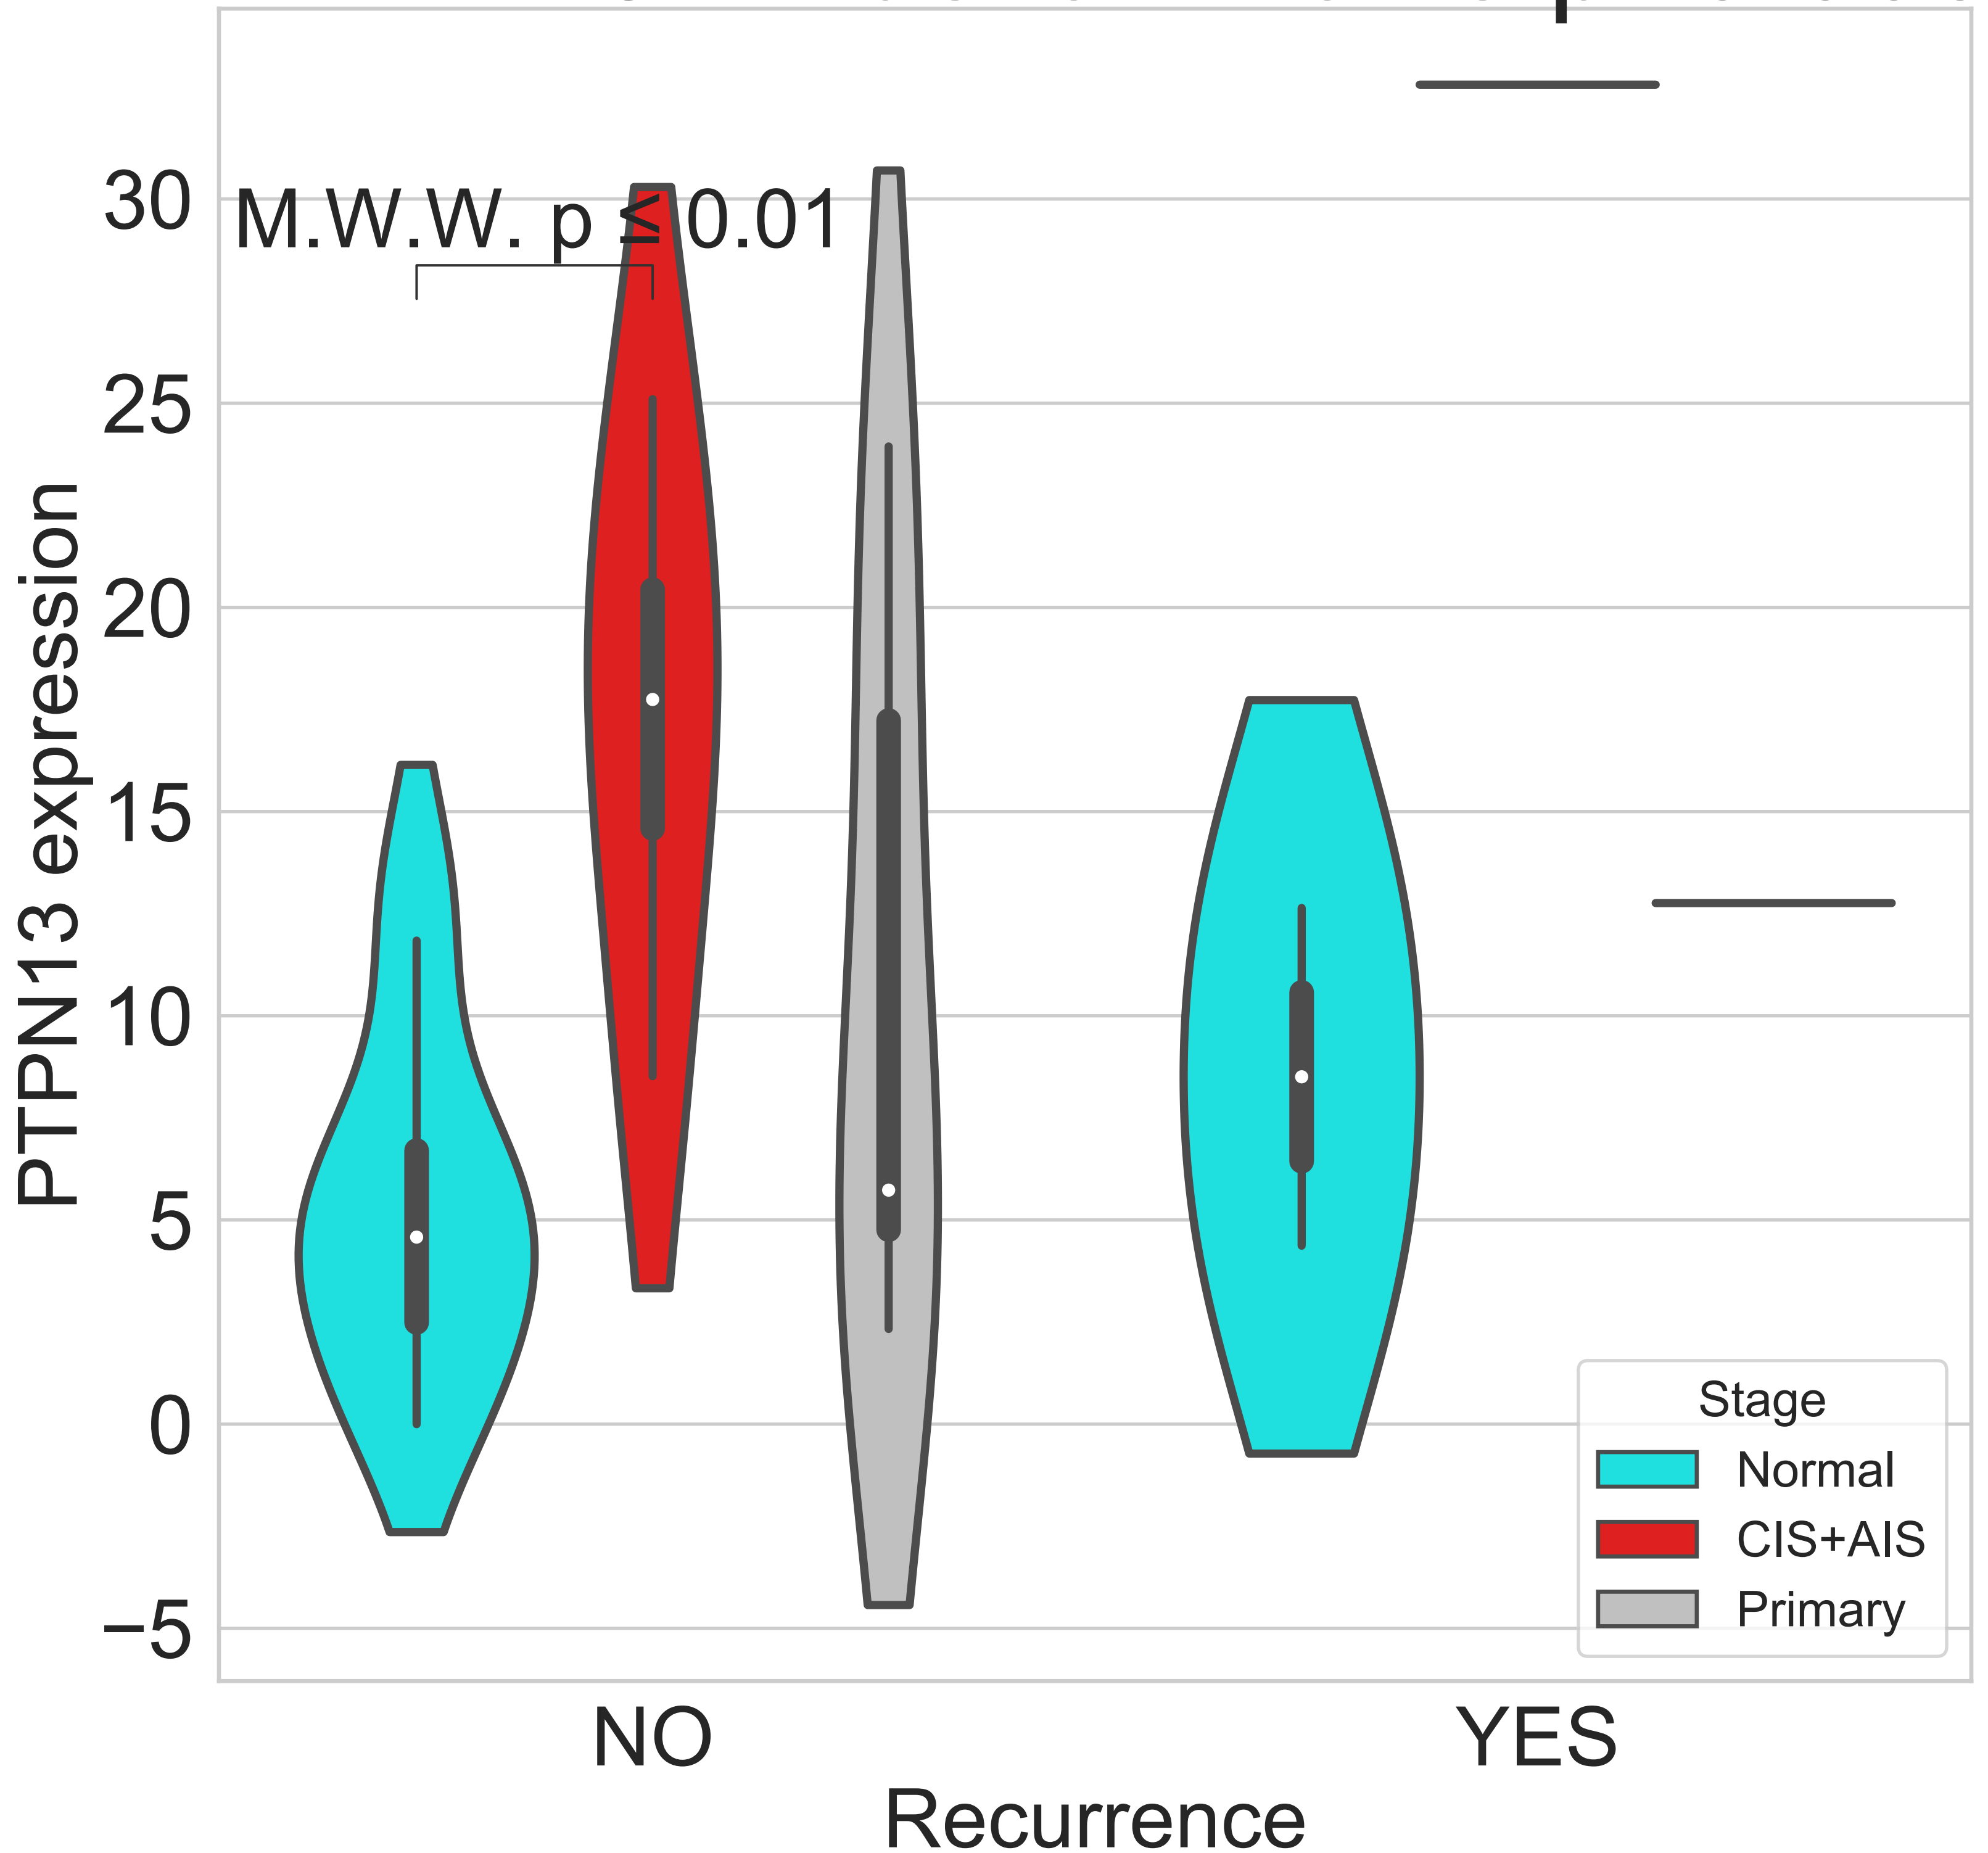 M.W.W. p ≤ 0.01
30
25
20
15
10
5
0
−5
PTPN13 expression
NO
YES
Recurrence
Stage
Normal
CIS+AIS
Primary